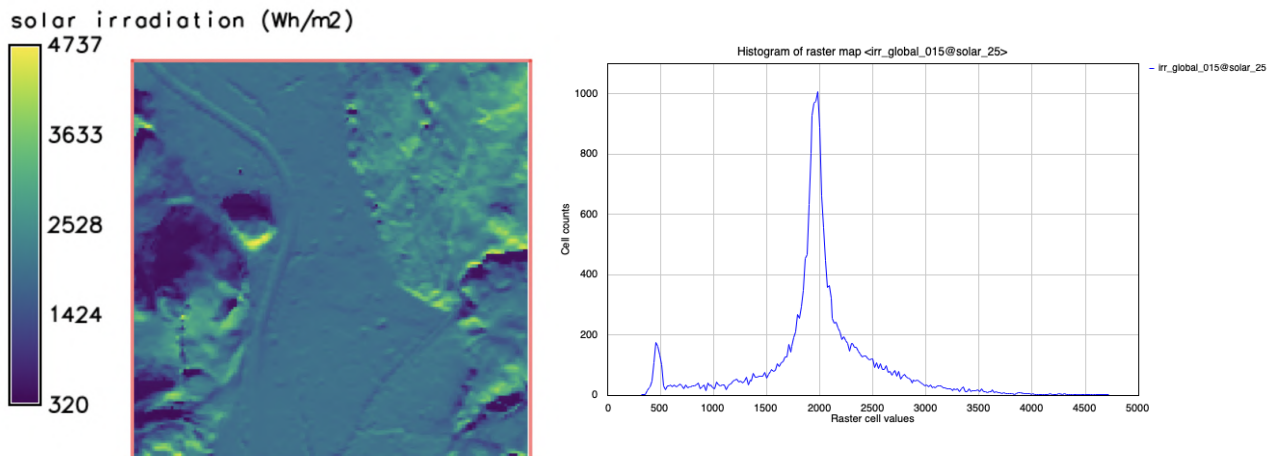 solar irradiation (Wh/m2)
4737
3633
2528
1424
320
Histogram of raster map <irr_global_015@solar_25>
irr_global_015@solar_25
1000
800
600
400
200
0
Cell counts
0 500 1000 1500 2000 2500 3000 3500 4000 4500 5000
Raster cell values